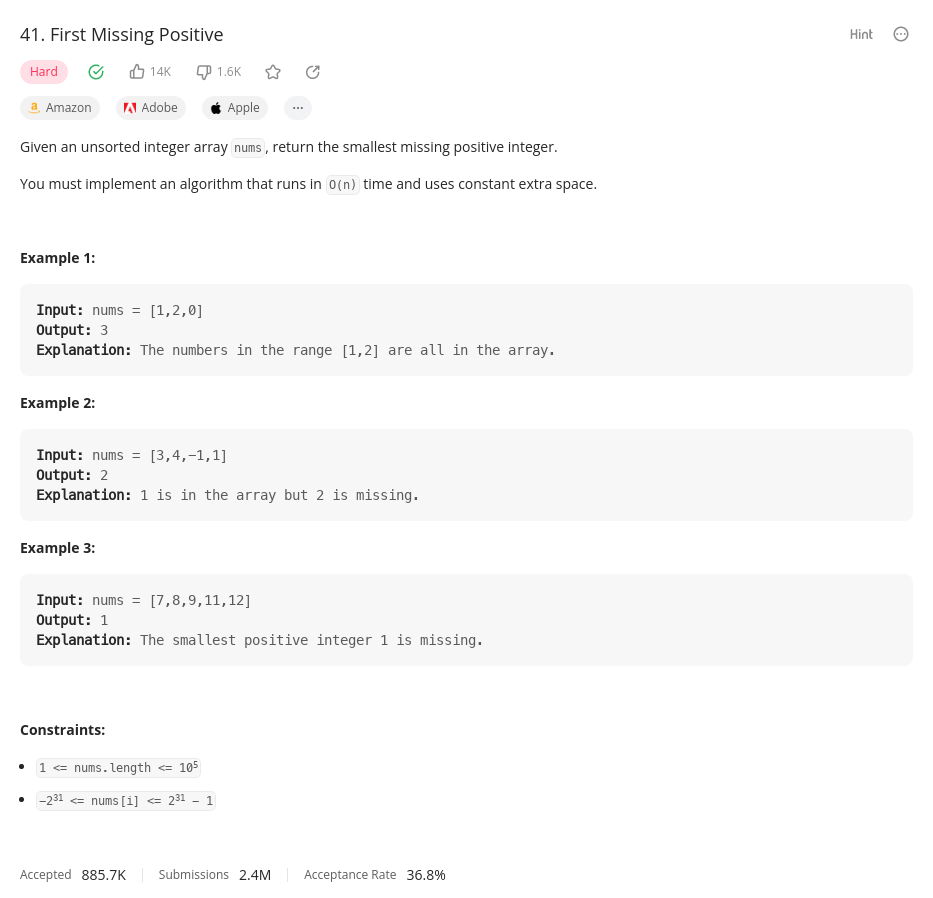 41. First Missing Positive
Hint
Hard 14K 1.6K
Amazon Adobe Apple ...
Given an unsorted integer array nums, return the smallest missing positive integer.
You must implement an algorithm that runs in O(n) time and uses constant extra space.
Example 1:
Input: nums = [1,2,0]
Output: 3
Explanation: The numbers in the range [1,2] are all in the array.
Example 2:
Input: nums = [3,4,−1,1]
Output: 2
Explanation: 1 is in the array but 2 is missing.
Example 3:
Input: nums = [7,8,9,11,12]
Output: 1
Explanation: The smallest positive integer 1 is missing.
Constraints:
• 1 <= nums.length <= 10⁵
• −2³¹ <= nums[i] <= 2³¹ − 1
Accepted 885.7K Submissions 2.4M Acceptance Rate 36.8%